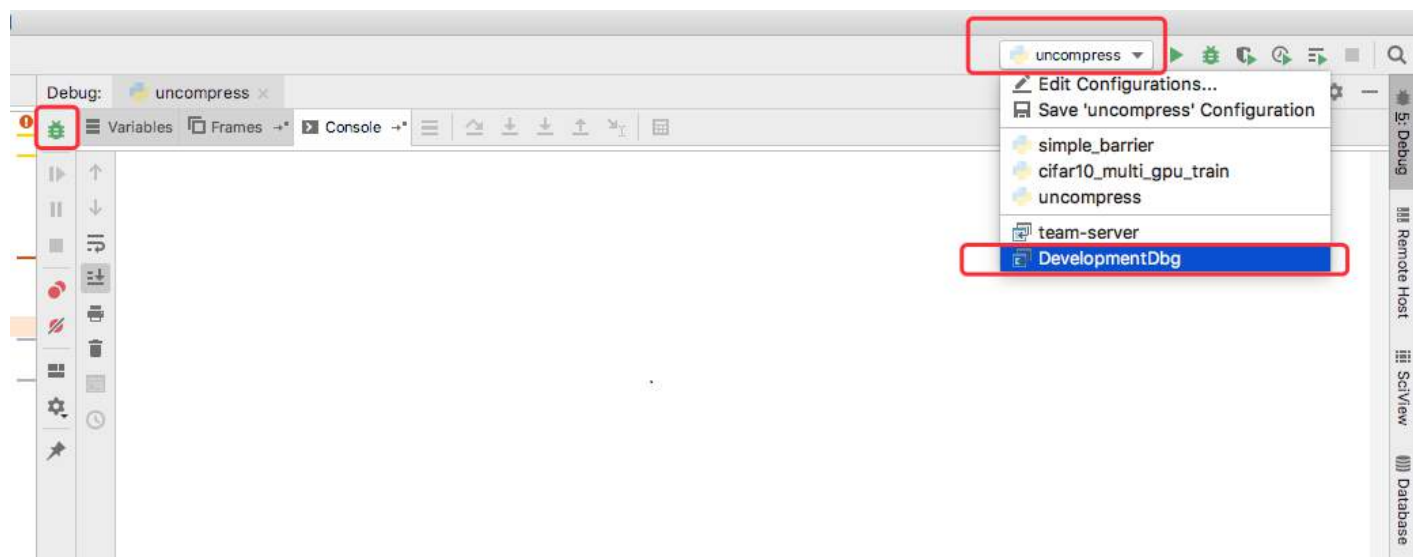 uncompress
Debug:
uncompress
Edit Configurations...
Variables
Frames
Console
Save 'uncompress' Configuration
simple_barrier
cifar10_multi_gpu_train
uncompress
team-server
DevelopmentDbg
5: Debug
Remote Host
SciView
Database